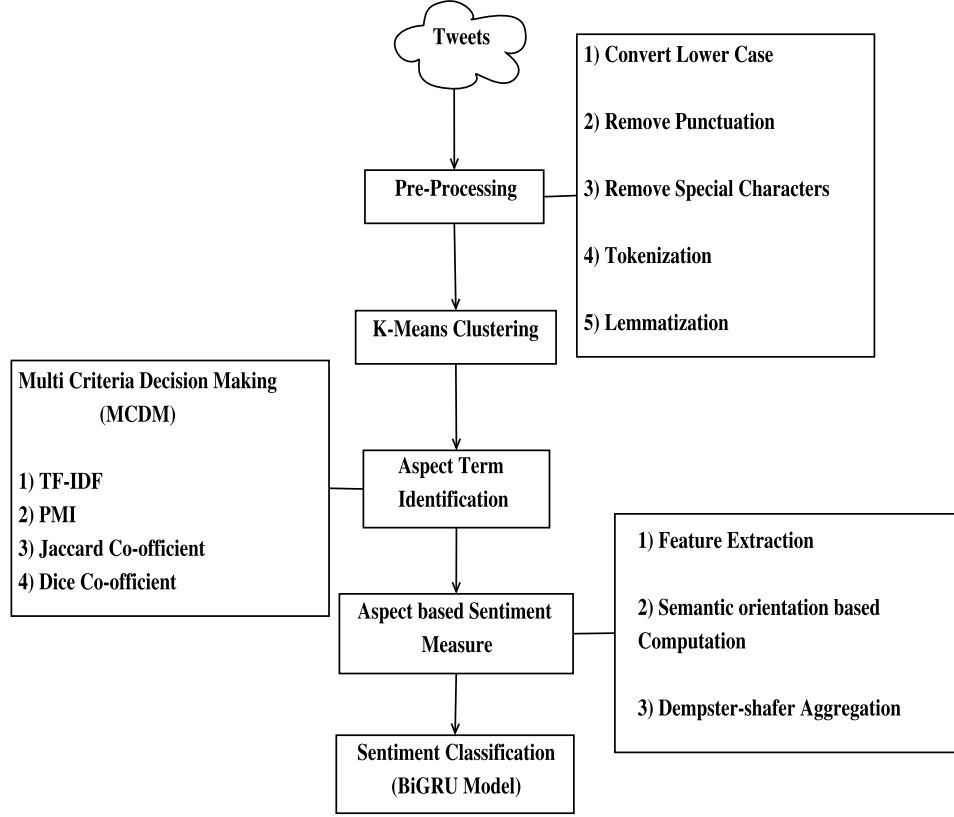 Tweets
1) Convert Lower Case
2) Remove Punctuation
3) Remove Special Characters
4) Tokenization
5) Lemmatization
Pre-Processing
K-Means Clustering
Multi Criteria Decision Making
(MCDM)
1) TF-IDF
2) PMI
3) Jaccard Co-officient
4) Dice Co-officient
Aspect Term
Identification
Aspect based Sentiment
Measure
1) Feature Extraction
2) Semantic orientation based
Computation
3) Dempster-shafer Aggregation
Sentiment Classification
(BiGRU Model)